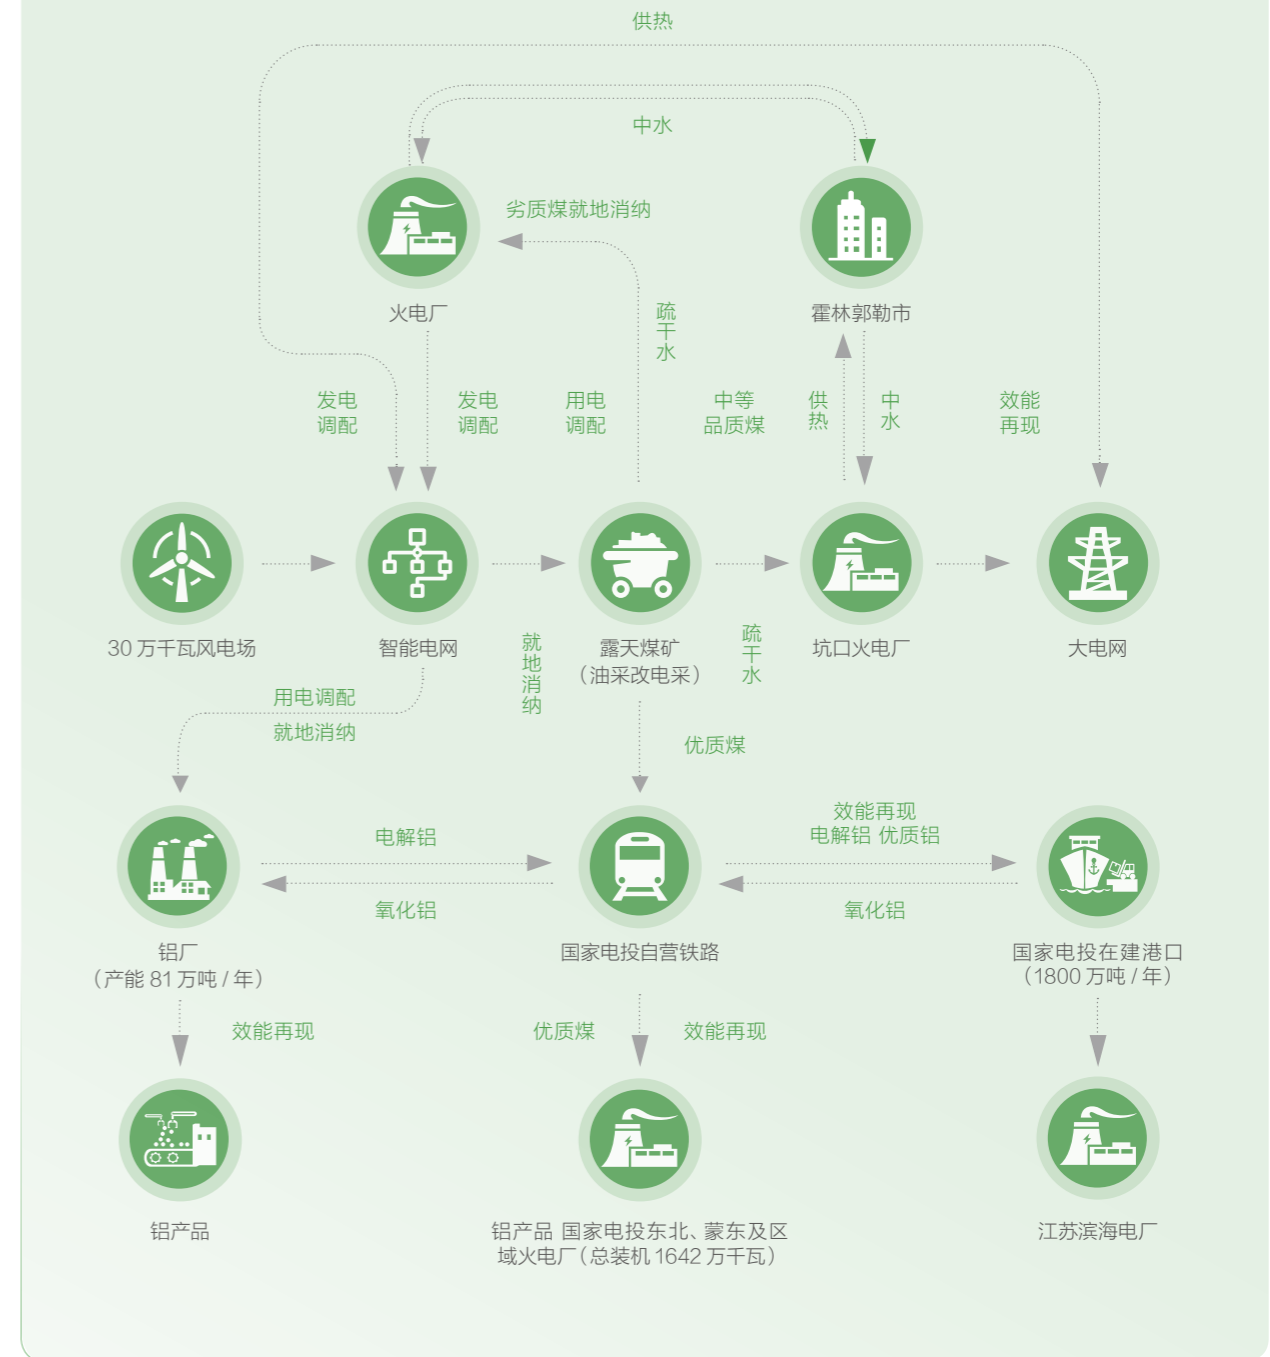 供热
中水
劣质煤就地消纳
火电厂
霍林郭勒市
疏干水
发电
调配
发电
调配
用电
调配
中等
品质煤
供热
中水
效能
再现
30 万千瓦风电场
智能电网
露天煤矿
（油采改电采）
坑口火电厂
大电网
就地消纳
疏干水
用电调配
就地消纳
优质煤
电解铝
氧化铝
效能再现
电解铝 优质铝
氧化铝
铝厂
（产能 81 万吨 / 年）
国家电投自营铁路
国家电投在建港口
（1800 万吨 / 年）
效能再现
优质煤
效能再现
铝产品
铝产品 国家电投东北、蒙东及区
域火电厂（总装机 1642 万千瓦）
江苏滨海电厂